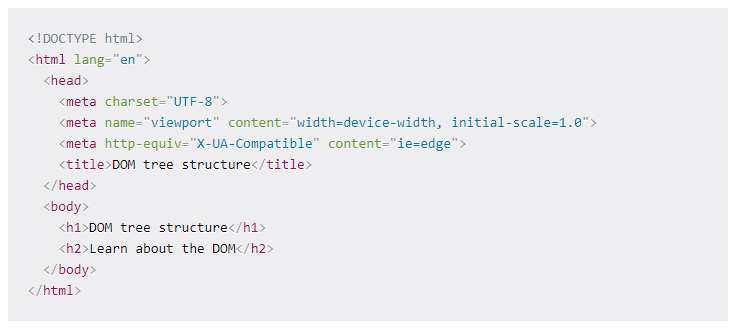 <!DOCTYPE html>
<html lang="en">
  <head>
    <meta charset="UTF-8">
    <meta name="viewport" content="width=device-width, initial-scale=1.0">
    <meta http-equiv="X-UA-Compatible" content="ie=edge">
    <title>DOM tree structure</title>
  </head>
  <body>
    <h1>DOM tree structure</h1>
    <h2>Learn about the DOM</h2>
  </body>
</html>